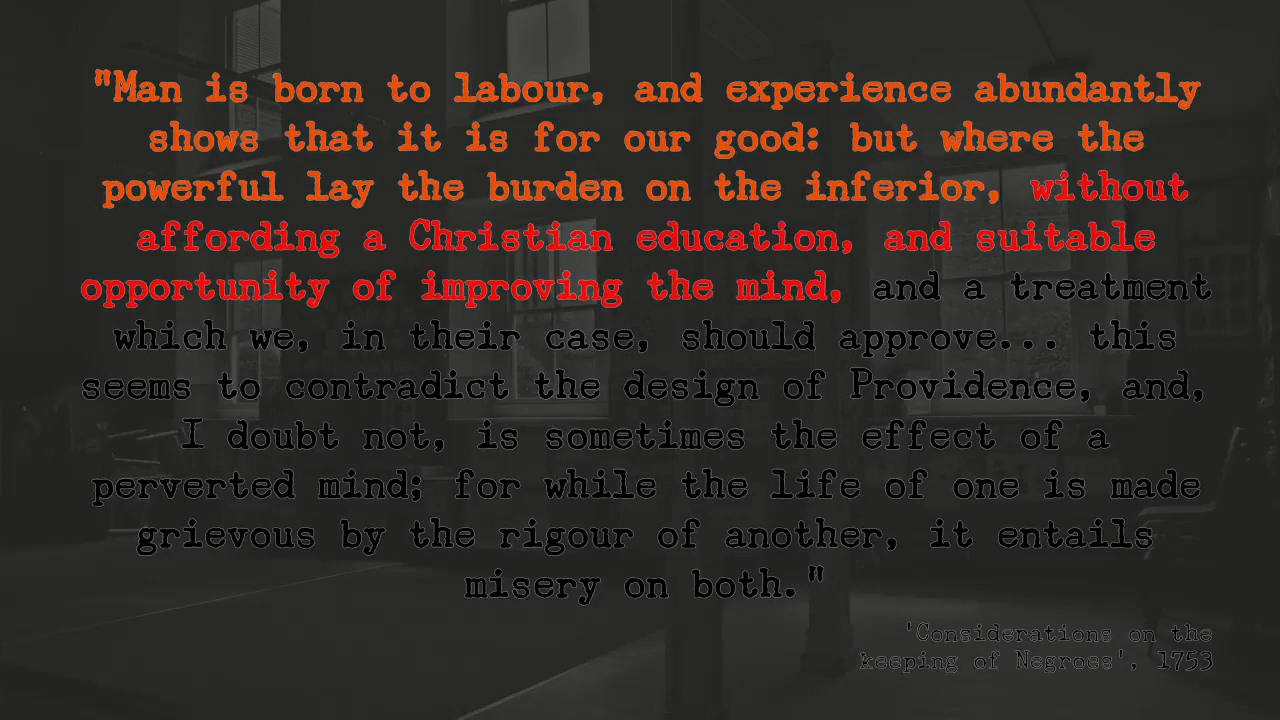 "Man is born to labour, and experience abundantly
shows that it is for our good: but where the
powerful lay the burden on the inferior, without
affording a Christian education, and suitable
opportunity of improving the mind, and a treatment
which we, in their case, should approve... this
seems to contradict the design of Providence, and,
I doubt not, is sometimes the effect of a
perverted mind; for while the life of one is made
grievous by the rigour of another, it entails
misery on both."
'Considerations on the
keeping of Negroes', 1753